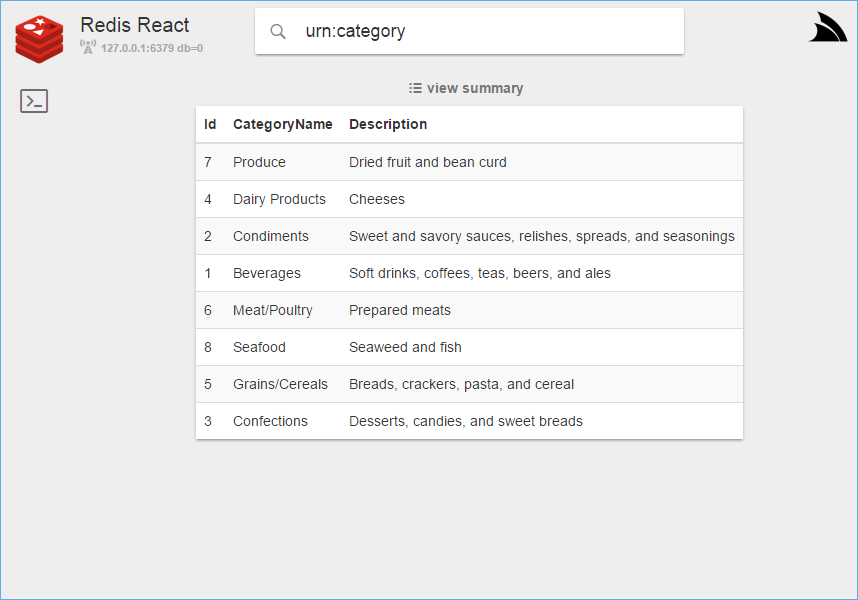 Redis React
127.0.0.1:6379 db=0
urn:category
view summary
Id CategoryName Description
7 Produce Dried fruit and bean curd
4 Dairy Products Cheeses
2 Condiments Sweet and savory sauces, relishes, spreads, and seasonings
1 Beverages Soft drinks, coffees, teas, beers, and ales
6 Meat/Poultry Prepared meats
8 Seafood Seaweed and fish
5 Grains/Cereals Breads, crackers, pasta, and cereal
3 Confections Desserts, candies, and sweet breads